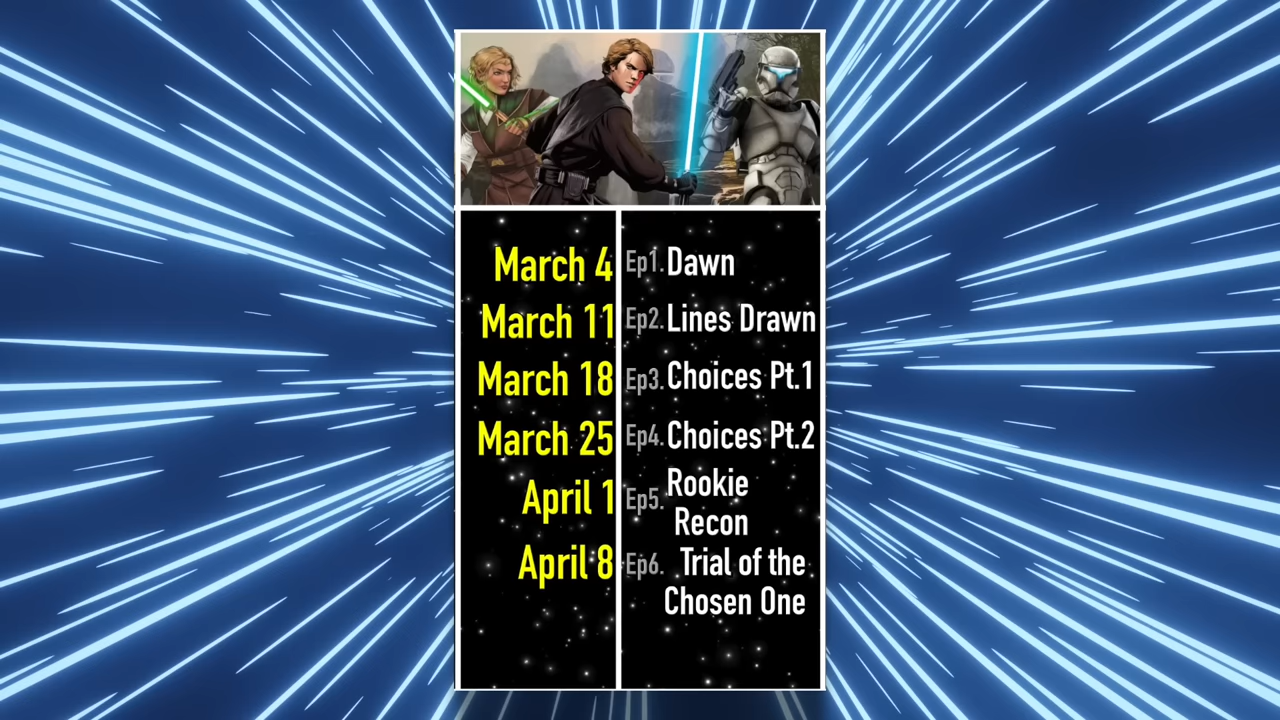 March 4 Ep1. Dawn
March 11 Ep2. Lines Drawn
March 18 Ep3. Choices Pt.1
March 25 Ep4. Choices Pt.2
April 1 Ep5. Rookie
Recon
April 8 Ep6. Trial of the
Chosen One